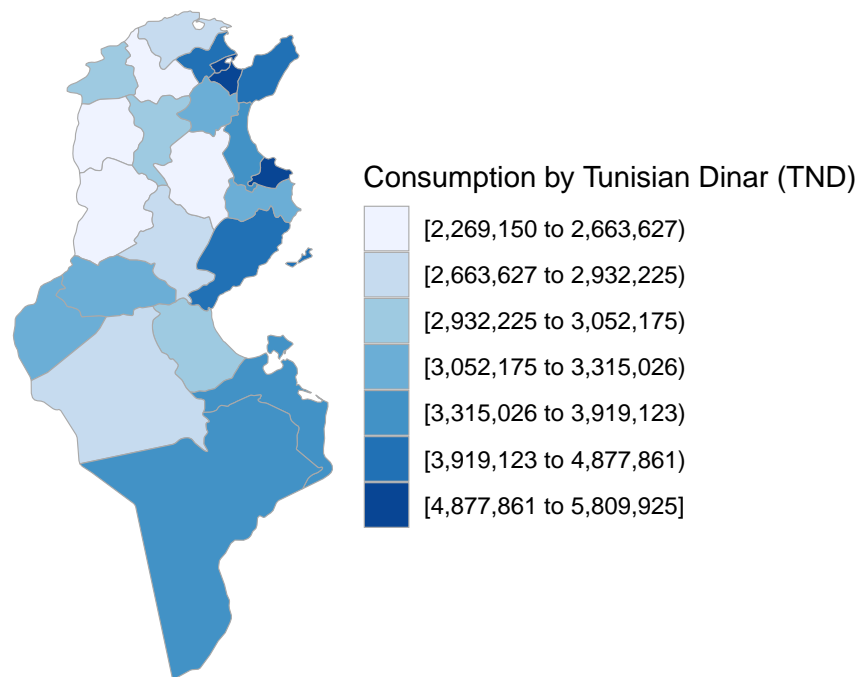 Consumption by Tunisian Dinar (TND)
[2,269,150 to 2,663,627)
[2,663,627 to 2,932,225)
[2,932,225 to 3,052,175)
[3,052,175 to 3,315,026)
[3,315,026 to 3,919,123)
[3,919,123 to 4,877,861)
[4,877,861 to 5,809,925]